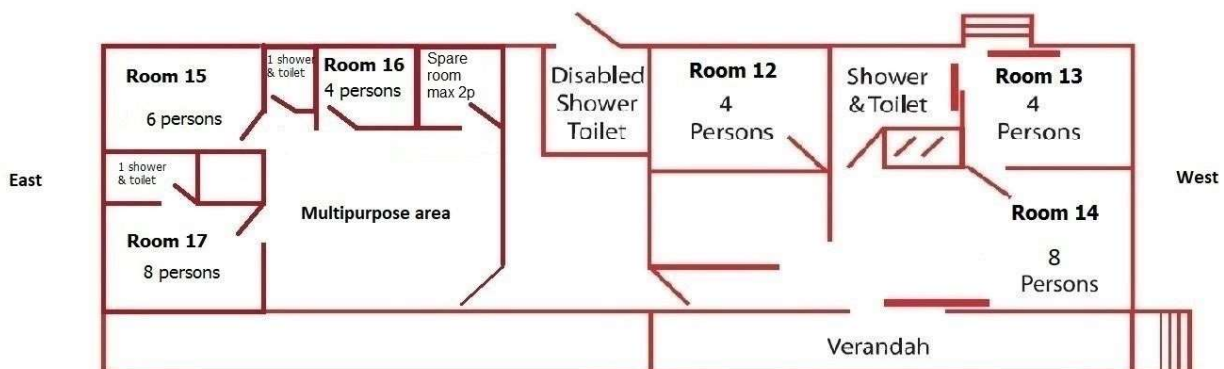 Room 15
6 persons
1 shower
& toilet
Room 16
4 persons
Spare
room
max 2p
Disabled
Shower
Toilet
Room 12
4
Persons
Shower
& Toilet
Room 13
4
Persons
East
1 shower
& toilet
Multipurpose area
West
Room 17
8 persons
Room 14
8
Persons
Verandah